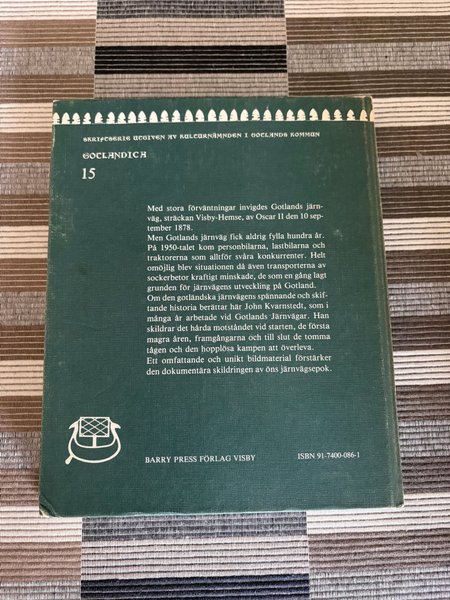 SKRIFTSERIE UTGIVEN AV KULTURNÄMNDEN I GOTLANDS KOMMUN
GOTLANDICA
15
Med stora förväntningar invigdes Gotlands järn-
väg, sträckan Visby-Hemse, av Oscar II den 10 sep-
tember 1878.
Men Gotlands järnväg fick aldrig fylla hundra år.
På 1950-talet kom personbilarna, lastbilarna och
traktorerna som alltför svåra konkurrenter. Helt
omöjlig blev situationen då även transporterna av
sockerbetor kraftigt minskade, de som en gång lagt
grunden för järnvägens utveckling på Gotland.
Om den gotländska järnvägens spännande och skif-
tande historia berättar här John Kvarnstedt, som i
många år arbetade vid Gotlands Järnvägar. Han
skildrar det hårda motståndet vid starten, de första
magra åren, framgångarna och till slut de tomma
tågen och den hopplösa kampen att överleva.
Ett omfattande och unikt bildmaterial förstärker
den dokumentära skildringen av öns järnvägsepok.
BARRY PRESS FÖRLAG VISBY
ISBN 91-7400-086-1